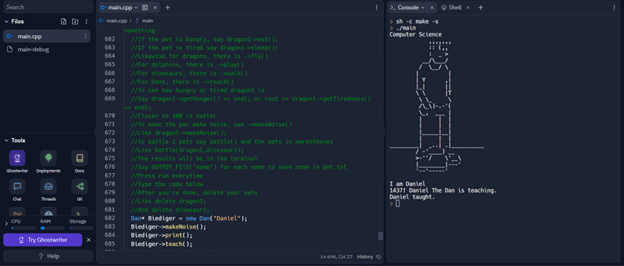 Search
Files
main.cpp
main-debug
Tools
Ghostwriter
Deployments
Docs
Chat
Threads
Git
CPU
RAM
Storage
Try Ghostwriter
Help
main.cpp
main.cpp > main
something
662 //If the pet is hungry, say dragon1->eat();
663 //If the pet is tired say dragon1->sleep();
664 //Likewise for dragons, there is ->fly()
665 //For dolphins, there is ->play()
666 //For dinosaurs, there is ->walk()
667 //For Dano, there is ->teach()
668 //To see how hungry or tired dragon1 is
669 //Say dragon1->getHunger() << endl; or cout << dragon1->getTiredness()
<< endl;
670 //Closer to 100 is better
671 //To make the pet make noise, use ->makeNoise()
672 //Like dragon1->makeNoise();
673 //to battle 2 pets say battle() and the pets in parentheses
674 //Like battle(dragon1,dinosaur1);
675 //The results will be in the terminal
676 //Say OUTPUT_FILE("name") for each name to save name in pet.txt
677 //Press run everytime
678 //Type the code below
679 //After you're done, delete your pets
680 //Like delete dragon1;
681 //And delete dinosaur1;
682 Dan* Biediger = new Dan("Daniel");
683 Biediger->makeNoise();
684 Biediger->print();
685 Biediger->teach();
Ln 694, Col 27 History
Console
Shell
sh -c make -s
./main
Computer Science
I am Daniel
1437! Daniel The Dan is teaching.
Daniel taught.